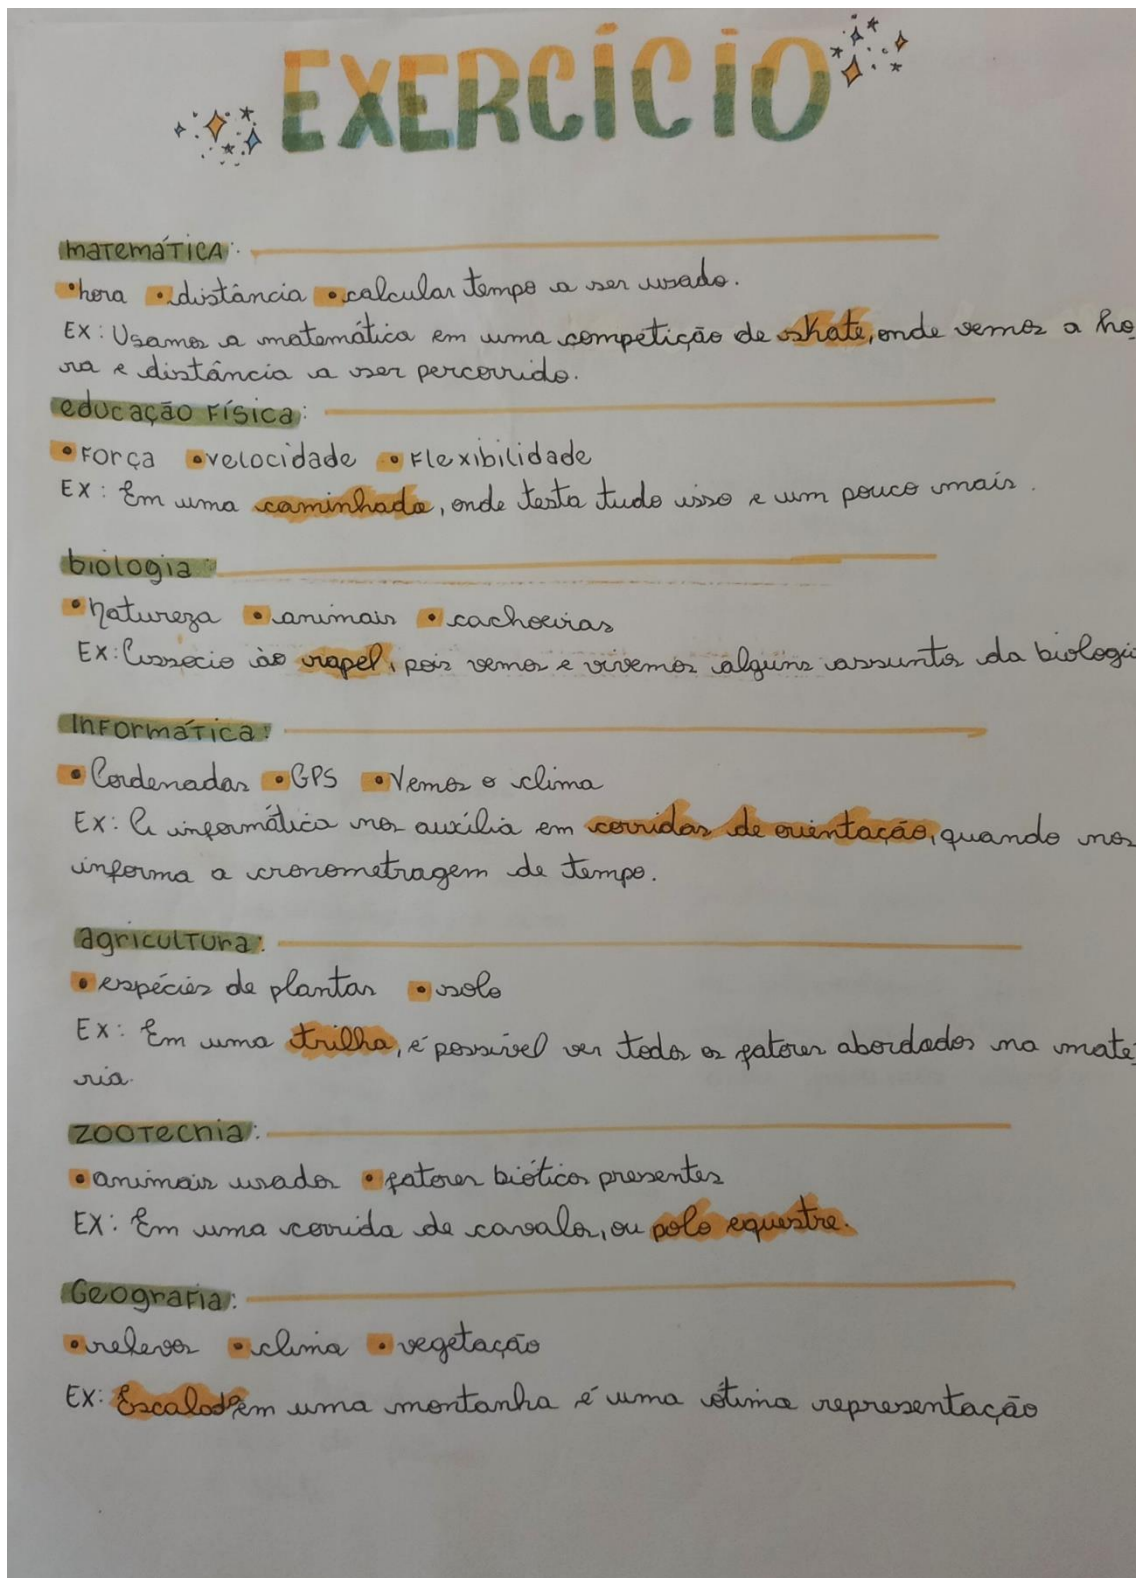 EXERCÍCIO
matemáTICA:
• hora • distância • calcular tempo a ser usado.
EX: Usamos a matemática em uma competição de skate, onde vemos a ho-
ra e distância a ser percorrido.
educação Física:
• Força • velocidade • Flexibilidade
EX: Em uma caminhada, onde testa tudo isso e um pouco mais.
biologia:
• Natureza • animais • cachoeiras
Ex: Associo ao rapel, pois vemos e vivemos alguns assuntos da biologia
Informática:
• Cordenadas • GPS • Vemos o clima
Ex: A informática nos auxília em corridas de orientação, quando nos
informa a cronometragem de tempo.
agricultura:
• espécies de plantas • solo
Ex: Em uma trilha, é possível ver todos os fatores abordados na maté-
ria.
ZOOTecnia:
• animais usados • fatores bióticos presentes
EX: Em uma corrida de cavalos, ou polo equestre.
Geografia:
• relevos • clima • vegetação
EX: Escalada em uma montanha é uma ótima representação